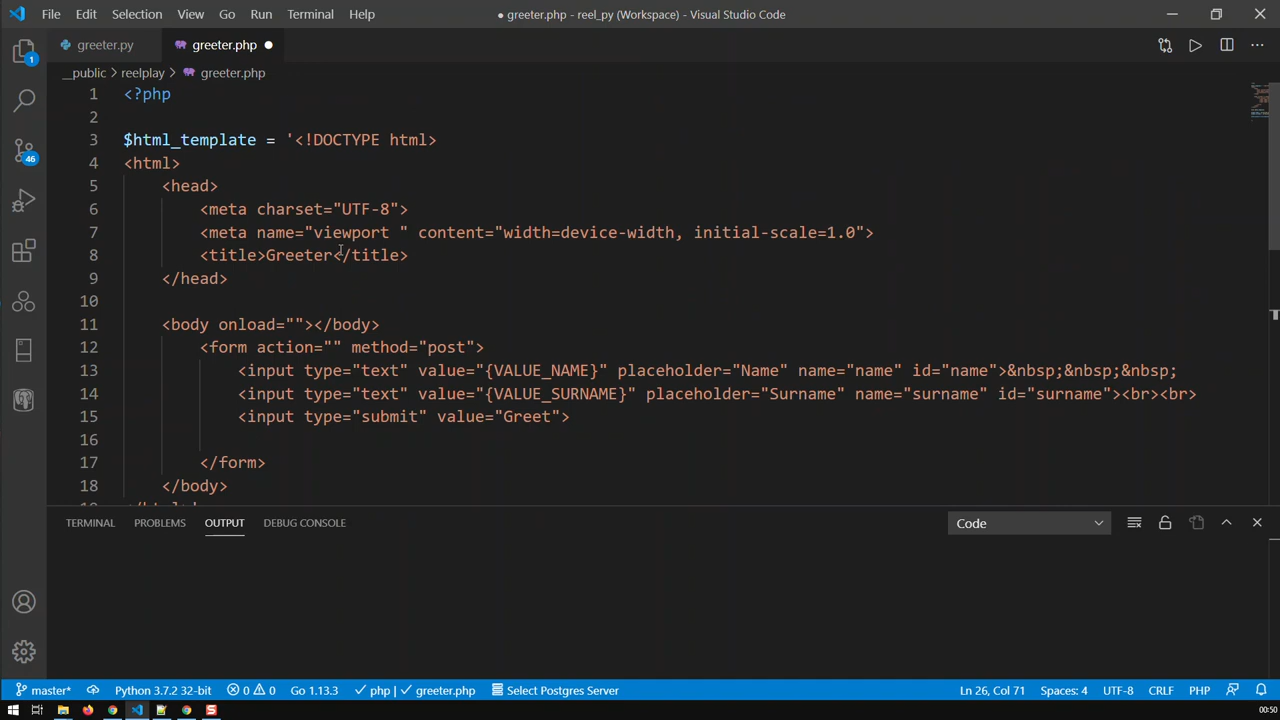 File Edit Selection View Go Run Terminal Help ● greeter.php - reel_py (Workspace) - Visual Studio Code
greeter.py greeter.php
__public > reelplay > greeter.php
1 <?php
2
3 $html_template = '<!DOCTYPE html>
4 <html>
5 <head>
6 <meta charset="UTF-8">
7 <meta name="viewport " content="width=device-width, initial-scale=1.0">
8 <title>Greeter</title>
9 </head>
10
11 <body onload=""></body>
12 <form action="" method="post">
13 <input type="text" value="{VALUE_NAME}" placeholder="Name" name="name" id="name">&nbsp;&nbsp;&nbsp;
14 <input type="text" value="{VALUE_SURNAME}" placeholder="Surname" name="surname" id="surname"><br><br>
15 <input type="submit" value="Greet">
16
17 </form>
18 </body>
1
46
TERMINAL PROBLEMS OUTPUT DEBUG CONSOLE Code
master* Python 3.7.2 32-bit 0 0 Go 1.13.3 php | greeter.php Select Postgres Server Ln 26, Col 71 Spaces: 4 UTF-8 CRLF PHP
00:50